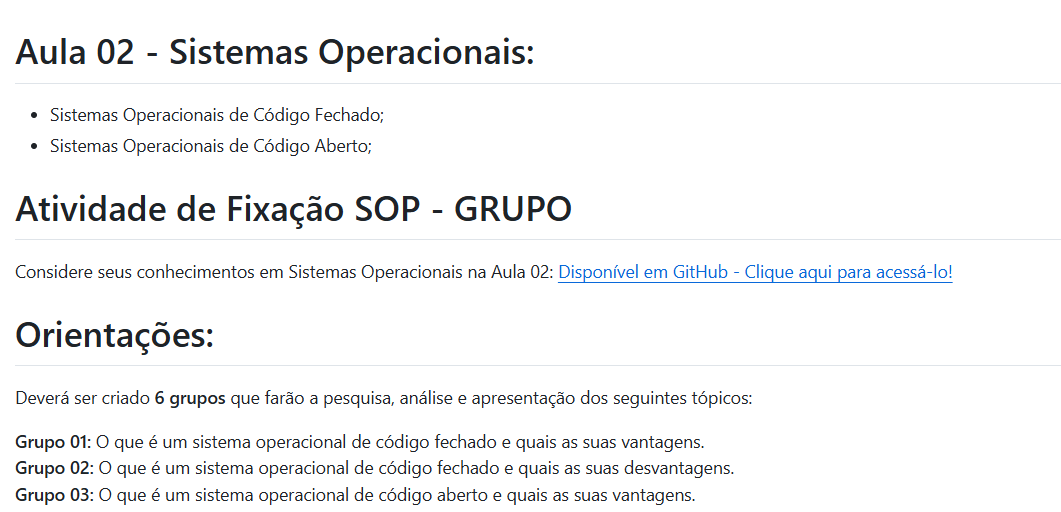 Aula 02 - Sistemas Operacionais:
• Sistemas Operacionais de Código Fechado;
• Sistemas Operacionais de Código Aberto;
Atividade de Fixação SOP - GRUPO
Considere seus conhecimentos em Sistemas Operacionais na Aula 02: Disponível em GitHub - Clique aqui para acessá-lo!
Orientações:
Deverá ser criado 6 grupos que farão a pesquisa, análise e apresentação dos seguintes tópicos:
Grupo 01: O que é um sistema operacional de código fechado e quais as suas vantagens.
Grupo 02: O que é um sistema operacional de código fechado e quais as suas desvantagens.
Grupo 03: O que é um sistema operacional de código aberto e quais as suas vantagens.